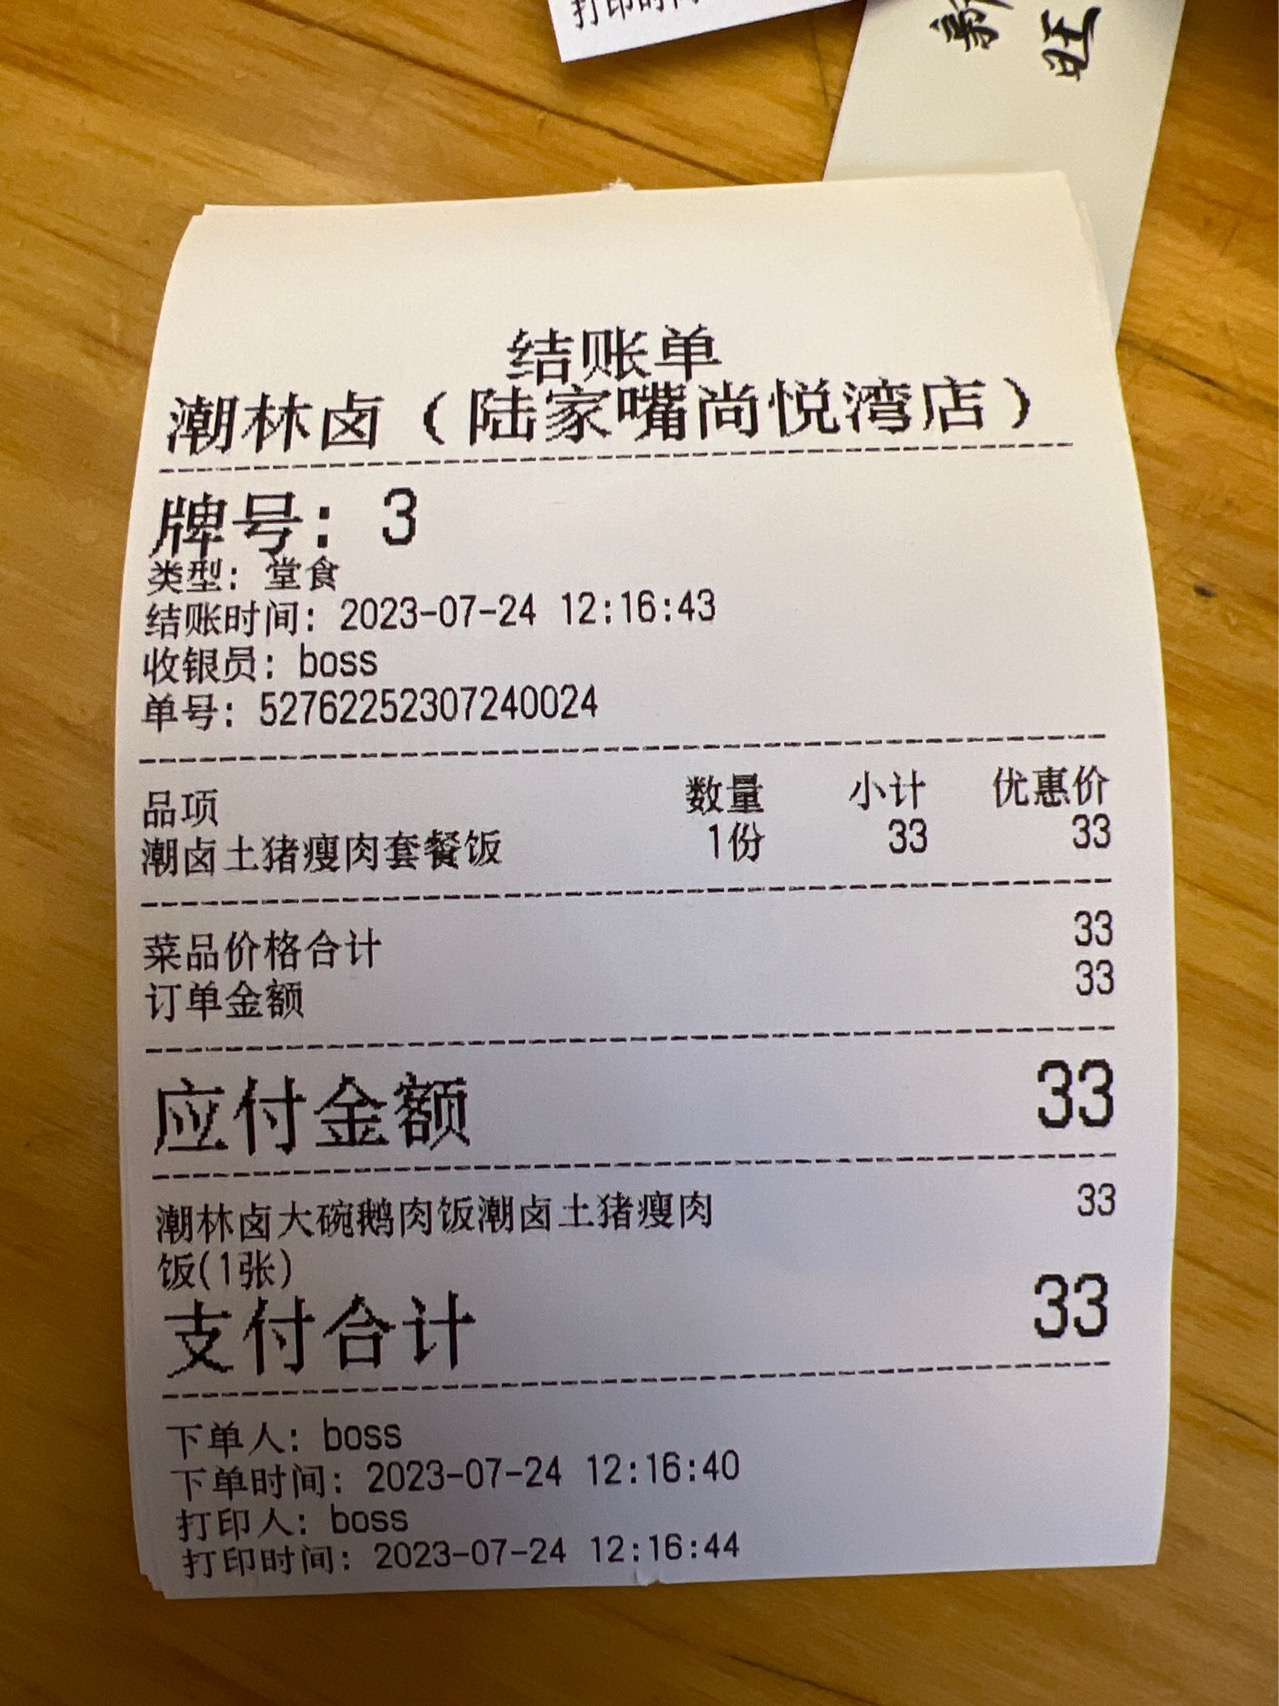 打印时间
旺
结账单
潮林卤（陆家嘴尚悦湾店）
牌号: 3
类型: 堂食
结账时间: 2023-07-24 12:16:43
收银员: boss
单号: 52762252307240024
品项 数量 小计 优惠价
潮卤土猪瘦肉套餐饭 1份 33 33
菜品价格合计 33
订单金额 33
应付金额 33
潮林卤大碗鹅肉饭潮卤土猪瘦肉 33
饭(1张)
支付合计 33
下单人: boss
下单时间: 2023-07-24 12:16:40
打印人: boss
打印时间: 2023-07-24 12:16:44